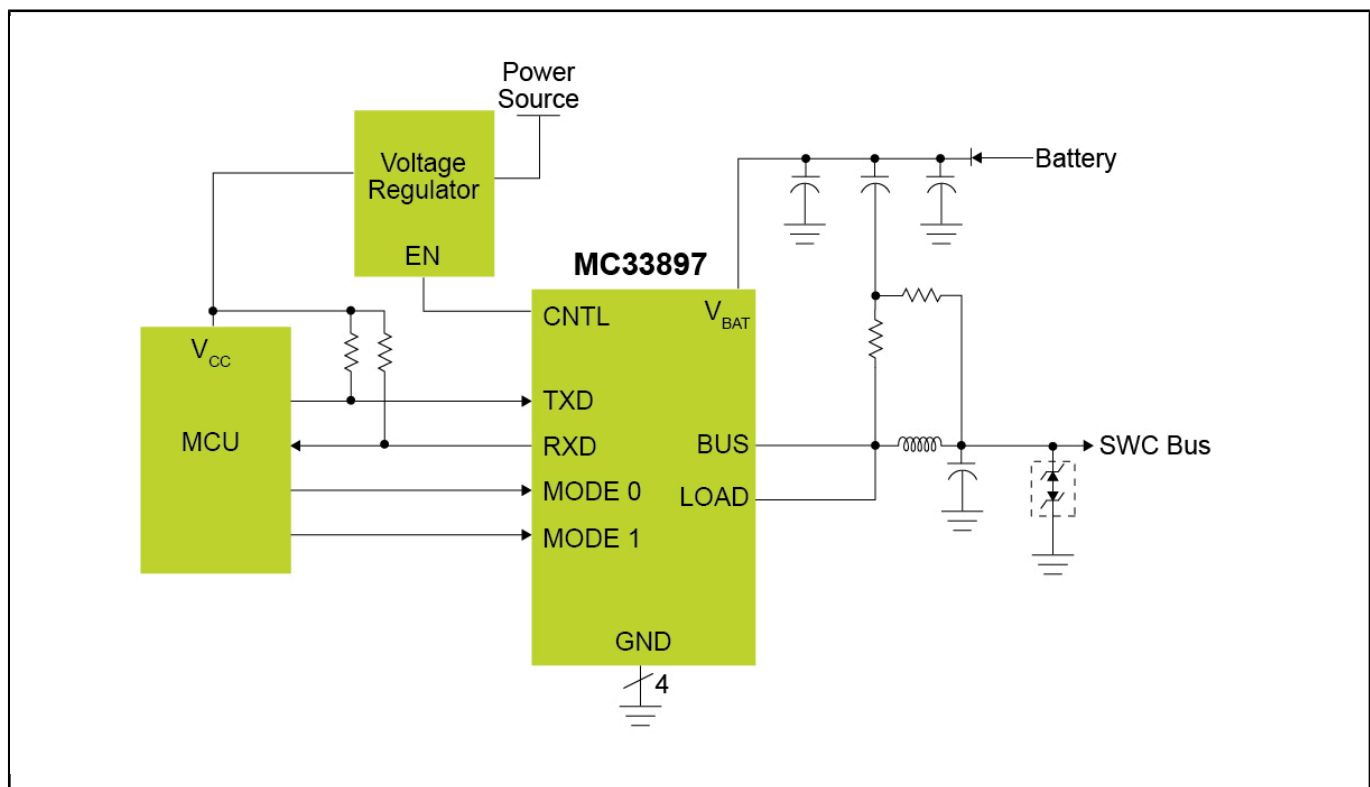 Power
Source
Voltage
Regulator
EN
Battery
MC33897
CNTL
VBAT
VCC
MCU
TXD
RXD
MODE 0
MODE 1
BUS
LOAD
SWC Bus
GND
4